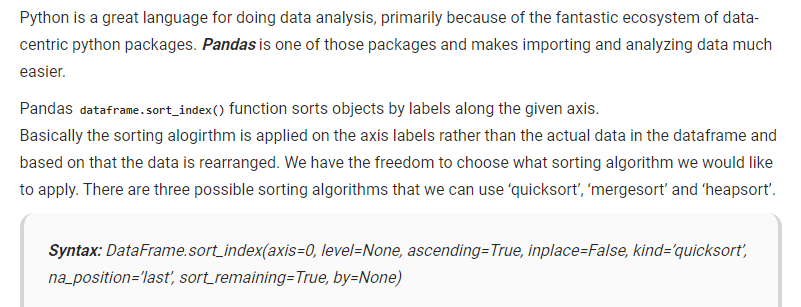 Python is a great language for doing data analysis, primarily because of the fantastic ecosystem of data-
centric python packages. Pandas is one of those packages and makes importing and analyzing data much
easier.
Pandas dataframe.sort_index() function sorts objects by labels along the given axis.
Basically the sorting alogirthm is applied on the axis labels rather than the actual data in the dataframe and
based on that the data is rearranged. We have the freedom to choose what sorting algorithm we would like
to apply. There are three possible sorting algorithms that we can use ‘quicksort’, ‘mergesort’ and ‘heapsort’.
Syntax: DataFrame.sort_index(axis=0, level=None, ascending=True, inplace=False, kind=’quicksort’,
na_position=’last’, sort_remaining=True, by=None)